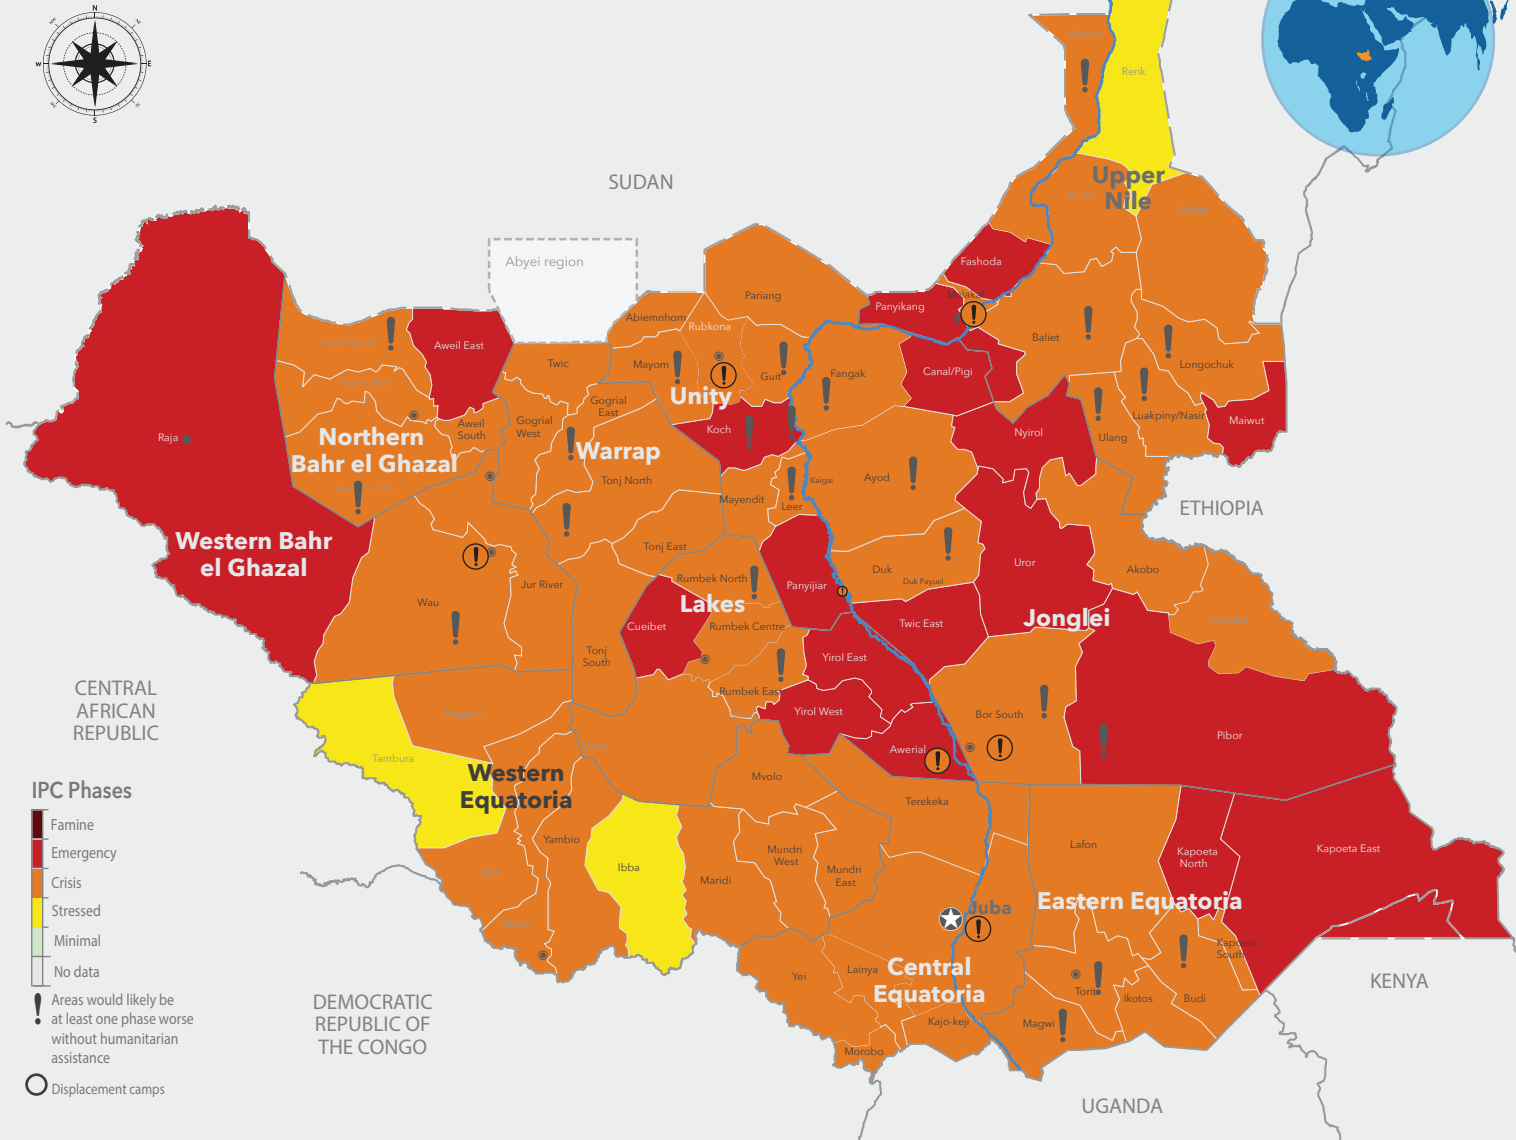 N
W
E
S
Renk
Upper
Nile
SUDAN
Abyei region
Fashoda
Malakal
Panyikang
Pariang
Abiemnhom
Rubkona
Baliet
Longochuk
Aweil East
Twic
Mayom
Guit
Unity
Fangak
Canal/Pigi
Gogrial
East
Gogrial
West
Aweil
South
Luakpiny/Nasir
Maiwut
Ulang
Nyirol
Koch
Raja
Northern
Bahr el Ghazal
Warrap
Tonj North
Mayendit
Leer
Kaigai
Ayod
ETHIOPIA
Western Bahr
el Ghazal
Tonj East
Rumbek North
Jur River
Wau
Panyijiar
Duk
Duk Payuel
Uror
Akobo
Lakes
Jonglei
Cueibet
Rumbek Centre
Twic East
Tonj
South
Yirol East
Rumbek East
Yirol West
Bor South
Awerial
Pibor
CENTRAL
AFRICAN
REPUBLIC
Tambura
Western
Equatoria
Mvolo
Terekeka
Yambio
Ibba
Maridi
Mundri
West
Mundri
East
Lafon
Kapoeta
North
Kapoeta East
Eastern Equatoria
Juba
Kapoeta
South
Central
Equatoria
Yei
Lainya
Torit
Ikotos
Budi
Kajo-keji
Magwi
Morobo
KENYA
DEMOCRATIC
REPUBLIC OF
THE CONGO
UGANDA
IPC Phases
Famine
Emergency
Crisis
Stressed
Minimal
No data
Areas would likely be
at least one phase worse
without humanitarian
assistance
Displacement camps